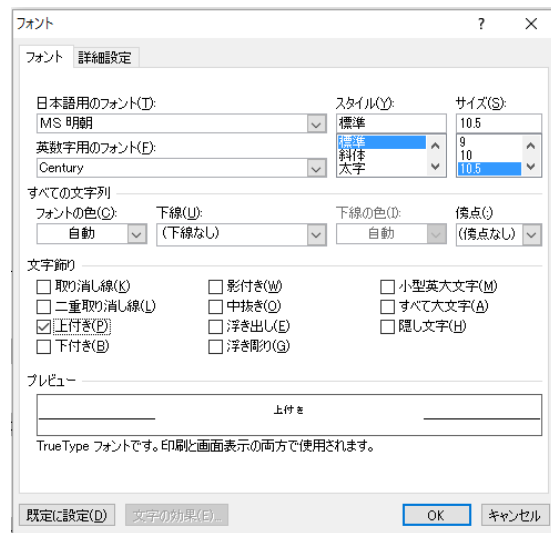 フォント ? ×
フォント 詳細設定
日本語用のフォント(T): スタイル(Y): サイズ(S):
MS 明朝 標準 10.5
英数字用のフォント(F): 標準 9
斜体 10
Century 太字 10.5
すべての文字列
フォントの色(C): 下線(U): 下線の色(I): 傍点(:)
自動 (下線なし) 自動 (傍点なし)
文字飾り
取り消し線(K) 影付き(W) 小型英大文字(M)
二重取り消し線(L) 中抜き(O) すべて大文字(A)
上付き(P) 浮き出し(E) 隠し文字(H)
下付き(B) 浮き彫り(G)
プレビュー
上付き
TrueType フォントです。印刷と画面表示の両方で使用されます。
既定に設定(D) 文字の効果(E)... OK キャンセル